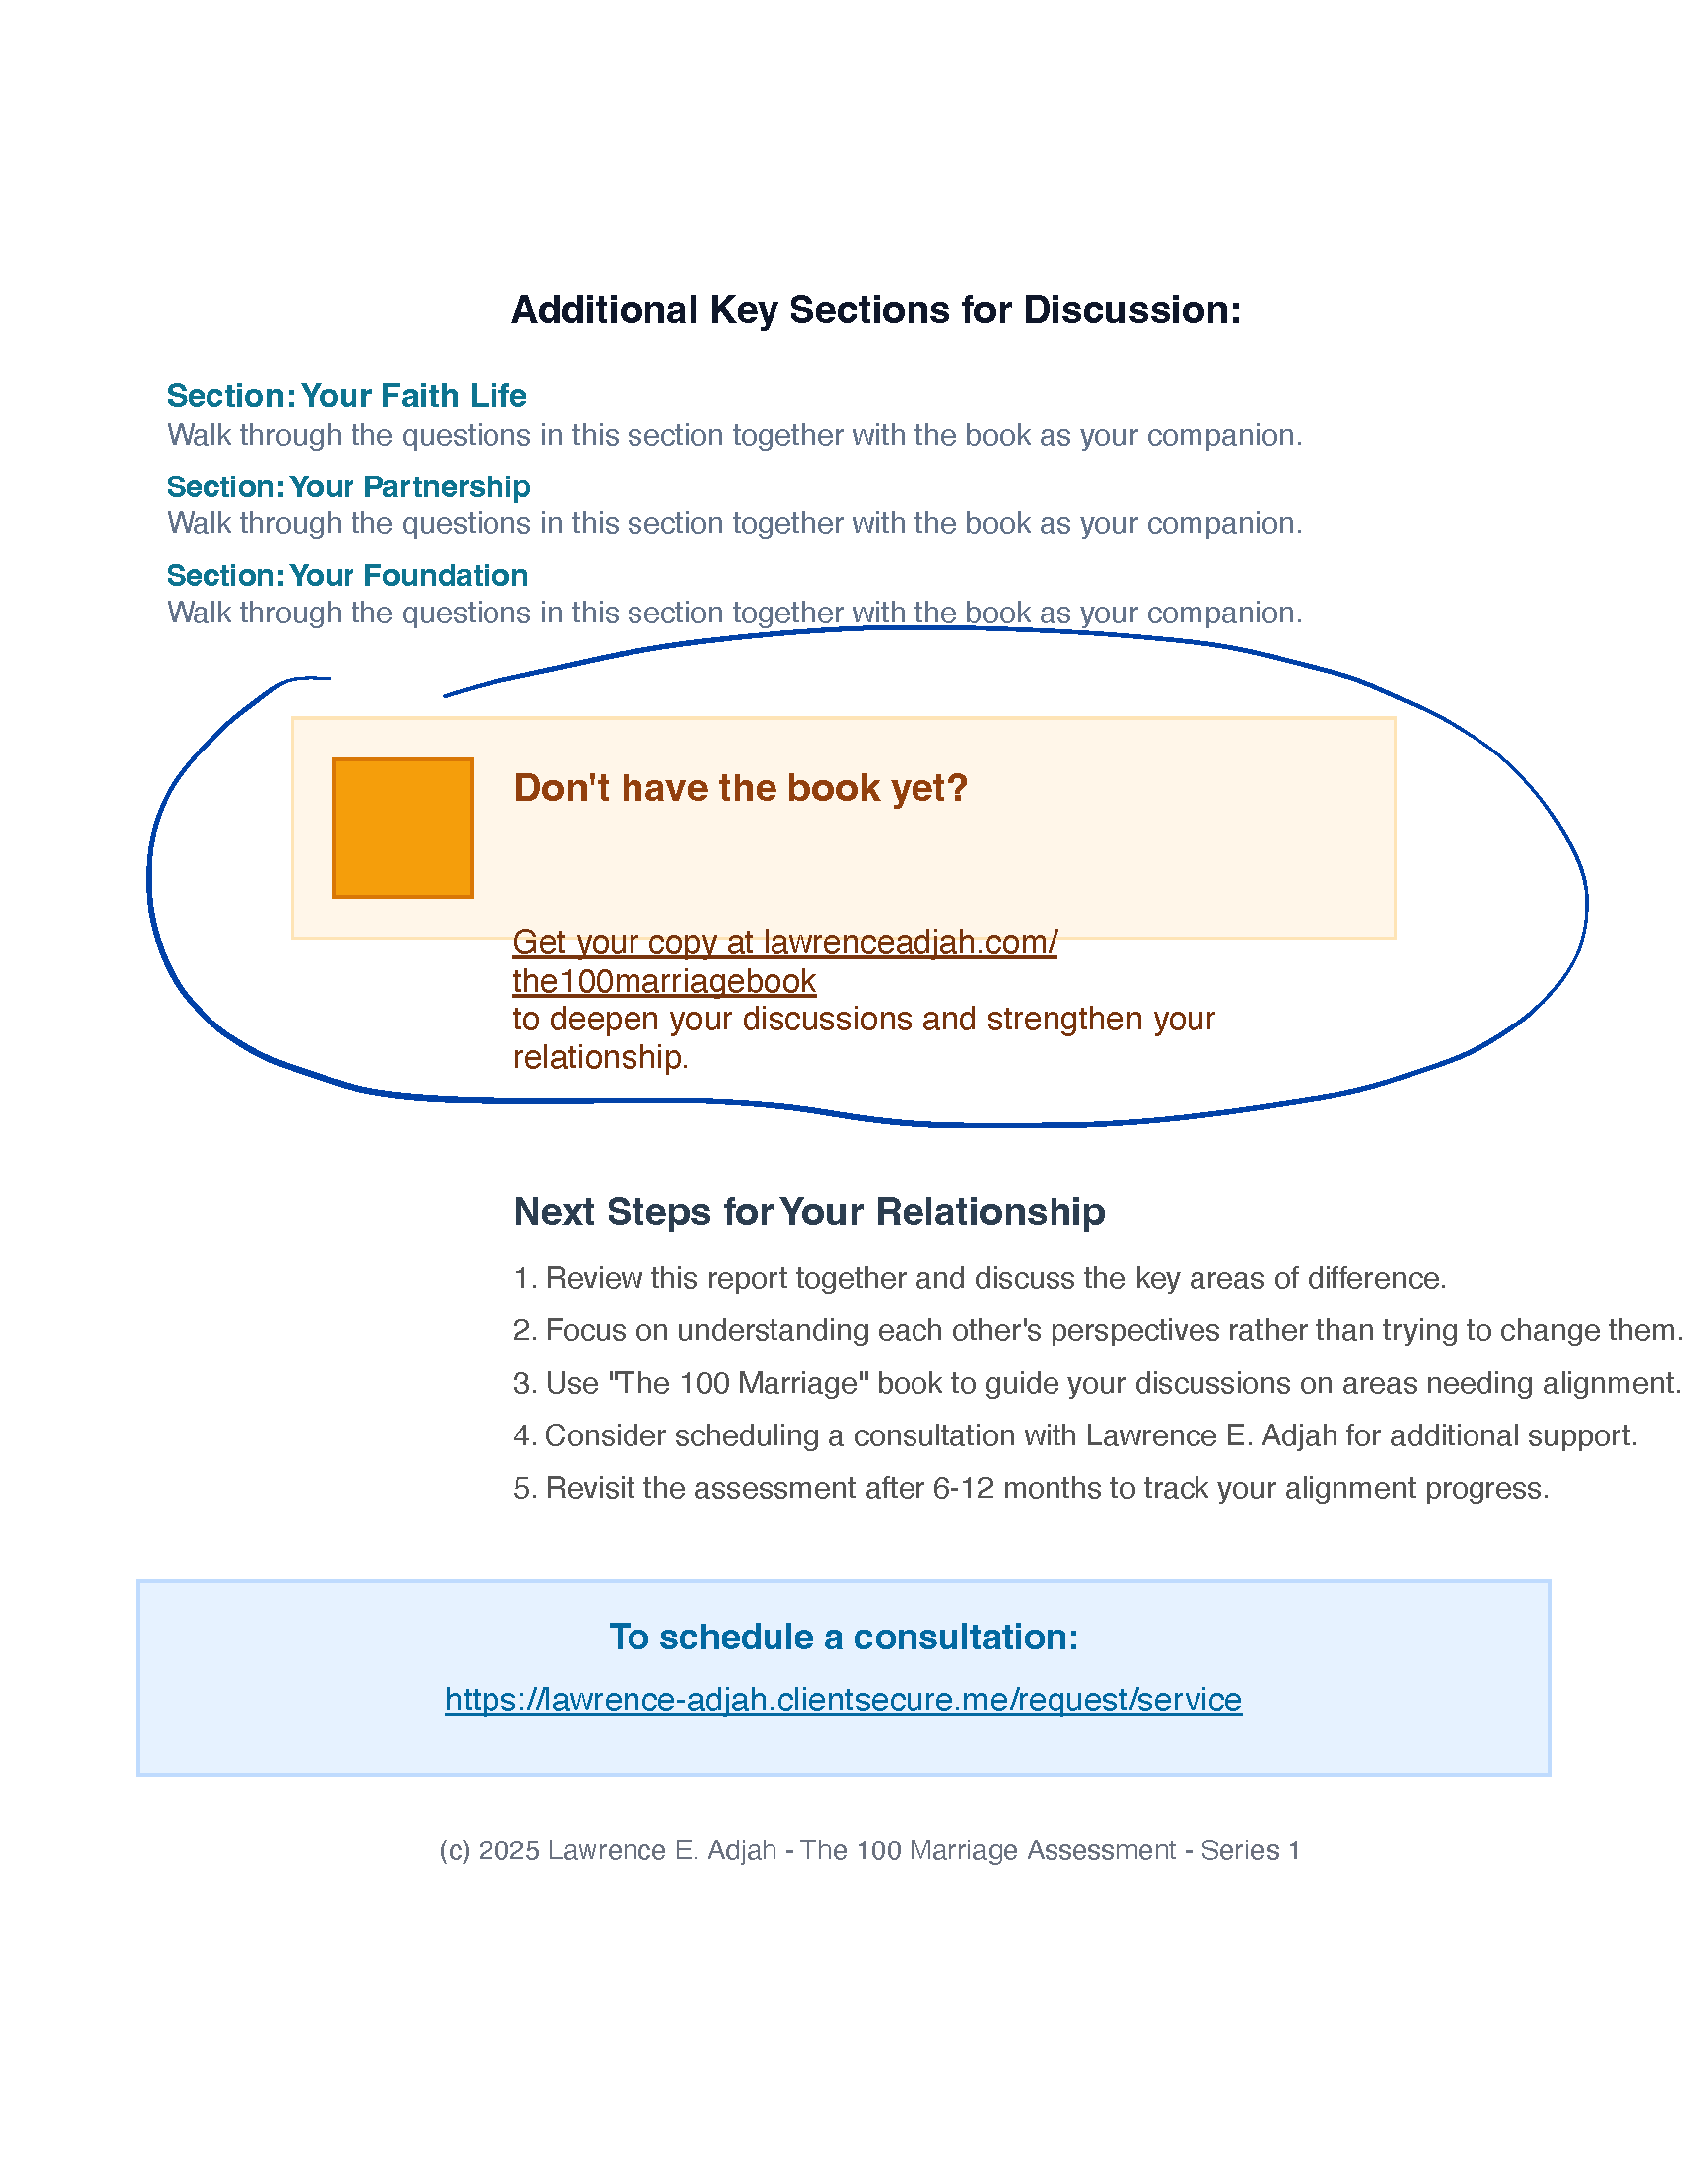 Additional Key Sections for Discussion:
Section: Your Faith Life
Walk through the questions in this section together with the book as your companion.
Section: Your Partnership
Walk through the questions in this section together with the book as your companion.
Section: Your Foundation
Walk through the questions in this section together with the book as your companion.
Don't have the book yet?
Get your copy at lawrenceadjah.com/
the100marriagebook
to deepen your discussions and strengthen your
relationship.
Next Steps for Your Relationship
1. Review this report together and discuss the key areas of difference.
2. Focus on understanding each other's perspectives rather than trying to change them.
3. Use "The 100 Marriage" book to guide your discussions on areas needing alignment.
4. Consider scheduling a consultation with Lawrence E. Adjah for additional support.
5. Revisit the assessment after 6-12 months to track your alignment progress.
To schedule a consultation:
https://lawrence-adjah.clientsecure.me/request/service
(c) 2025 Lawrence E. Adjah - The 100 Marriage Assessment - Series 1